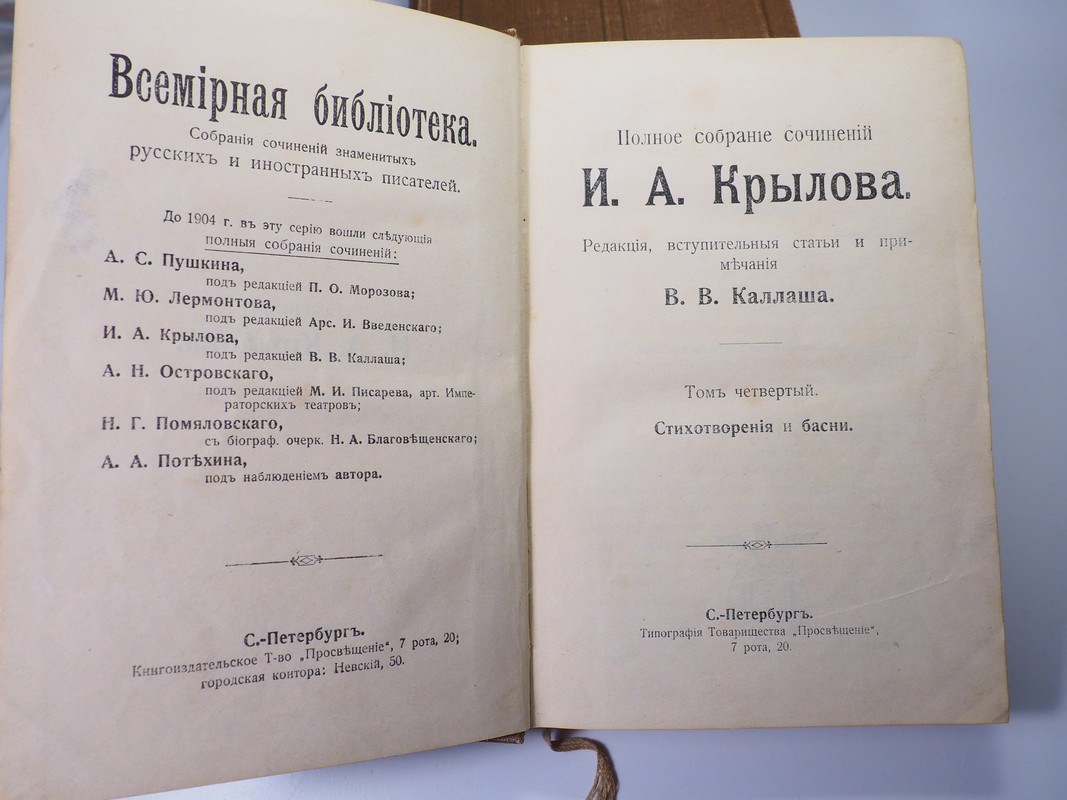 Всемірная библіотека.
Собранія сочиненій знаменитыхъ
русскихъ и иностранныхъ писателей.
До 1904 г. въ эту серію вошли слѣдующія
полныя собранія сочиненій:
А. С. Пушкина,
подъ редакціей П. О. Морозова;
М. Ю. Лермонтова,
подъ редакціей Арс. И. Введенскаго;
И. А. Крылова,
подъ редакціей В. В. Каллаша;
А. Н. Островскаго,
подъ редакціей М. И. Писарева, арт. Импе-
раторскихъ театровъ;
Н. Г. Помяловскаго,
съ біограф. очерк. Н. А. Благовѣщенскаго;
А. А. Потѣхина,
подъ наблюденіемъ автора.
С.-Петербургъ.
Книгоиздательское Т-во „Просвѣщеніе“, 7 рота, 20;
городская контора: Невскій, 50.
Полное собраніе сочиненій
И. А. Крылова.
Редакція, вступительныя статьи и при-
мѣчанія
В. В. Каллаша.
Томъ четвертый.
Стихотворенія и басни.
С.-Петербургъ.
Типографія Товарищества „Просвѣщеніе“,
7 рота, 20.